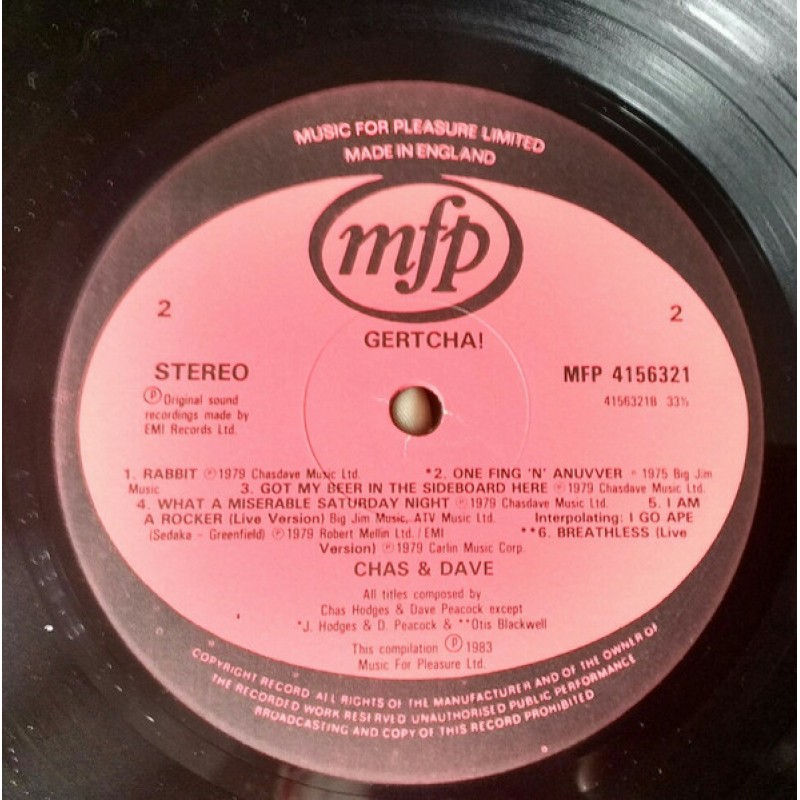 MUSIC FOR PLEASURE LIMITED
MADE IN ENGLAND
mfp
2 2
GERTCHA!
STEREO MFP 4156321
Ⓟ Original sound 4156321B 33⅓
recordings made by
EMI Records Ltd.
1. RABBIT Ⓟ1979 Chasdave Music Ltd. *2. ONE FING 'N' ANUVVER Ⓟ 1975 Big Jim
Music 3. GOT MY BEER IN THE SIDEBOARD HERE Ⓟ1979 Chasdave Music Ltd.
4. WHAT A MISERABLE SATURDAY NIGHT Ⓟ1979 Chasdave Music Ltd. 5. I AM
A ROCKER (Live Version) Big Jim Music, ATV Music Ltd. Interpolating: I GO APE
(Sedaka - Greenfield) Ⓟ1979 Robert Mellin Ltd./EMI **6. BREATHLESS (Live
Version) Ⓟ1979 Carlin Music Corp.
CHAS & DAVE
All titles composed by
Chas Hodges & Dave Peacock except
*J. Hodges & D. Peacock & **Otis Blackwell
This compilation Ⓟ 1983
Music For Pleasure Ltd.
COPYRIGHT RECORD ALL RIGHTS OF THE MANUFACTURER AND OF THE OWNER OF
THE RECORDED WORK RESERVED UNAUTHORISED PUBLIC PERFORMANCE
BROADCASTING AND COPY OF THIS RECORD PROHIBITED